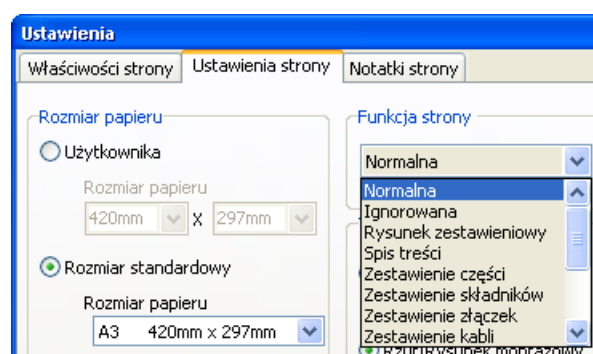 Ustawienia
Właściwości strony
Ustawienia strony
Notatki strony
Rozmiar papieru
Użytkownika
Rozmiar papieru
420mm X 297mm
Rozmiar standardowy
Rozmiar papieru
A3 420mm x 297mm
Funkcja strony
Normalna
Normalna
Ignorowana
Rysunek zestawieniowy
Spis treści
Zestawienie części
Zestawienie składników
Zestawienie złączek
Zestawienie kabli